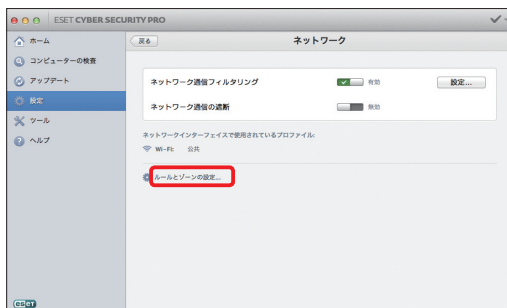 ESET CYBER SECURITY PRO
ホーム
コンピューターの検査
アップデート
設定
ツール
ヘルプ
戻る
ネットワーク
ネットワーク通信フィルタリング
有効
設定...
ネットワーク通信の遮断
無効
ネットワークインターフェイスで使用されているプロファイル:
Wi-Fi: 公共
ルールとゾーンの設定...
eset